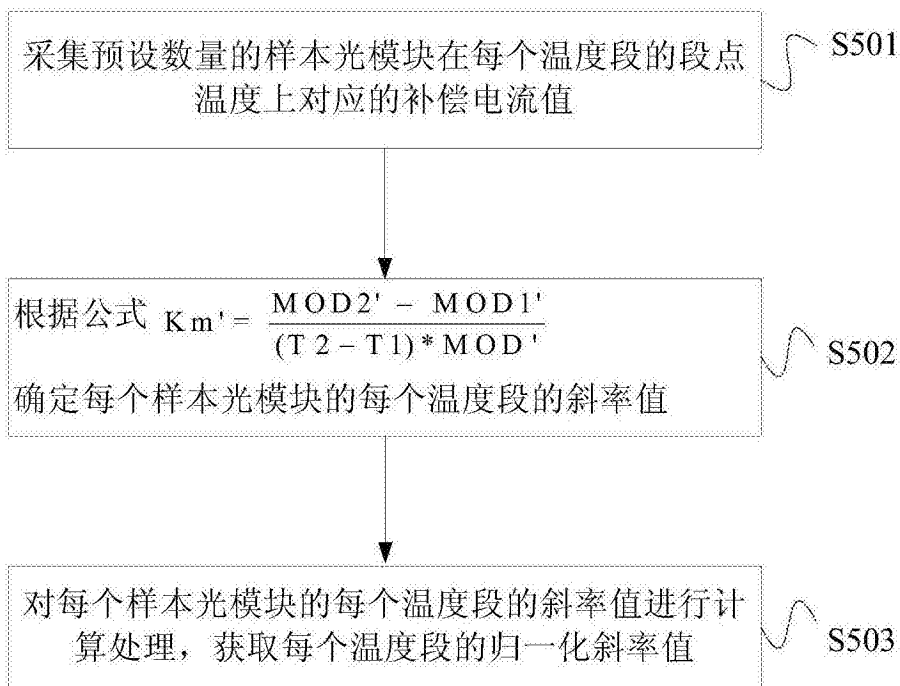 采集预设数量的样本光模块在每个温度段的段点
温度上对应的补偿电流值
S501
根据公式 Km' = (MOD2' - MOD1') / ((T2-T1)*MOD')
确定每个样本光模块的每个温度段的斜率值
S502
对每个样本光模块的每个温度段的斜率值进行计
算处理，获取每个温度段的归一化斜率值
S503